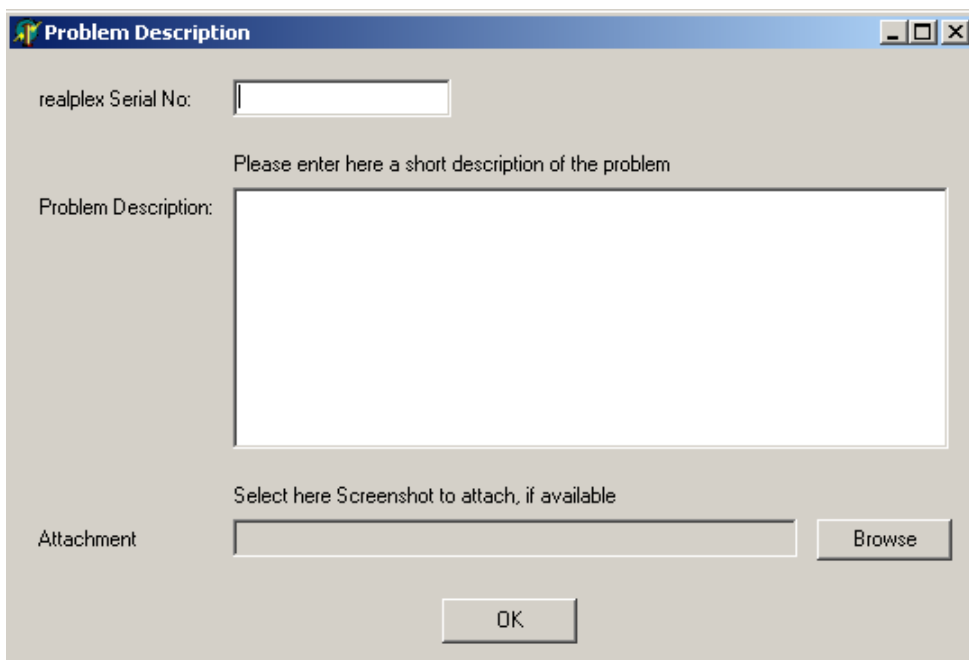 Problem Description
realplex Serial No:
Please enter here a short description of the problem
Problem Description:
Select here Screenshot to attach, if available
Attachment
Browse
OK